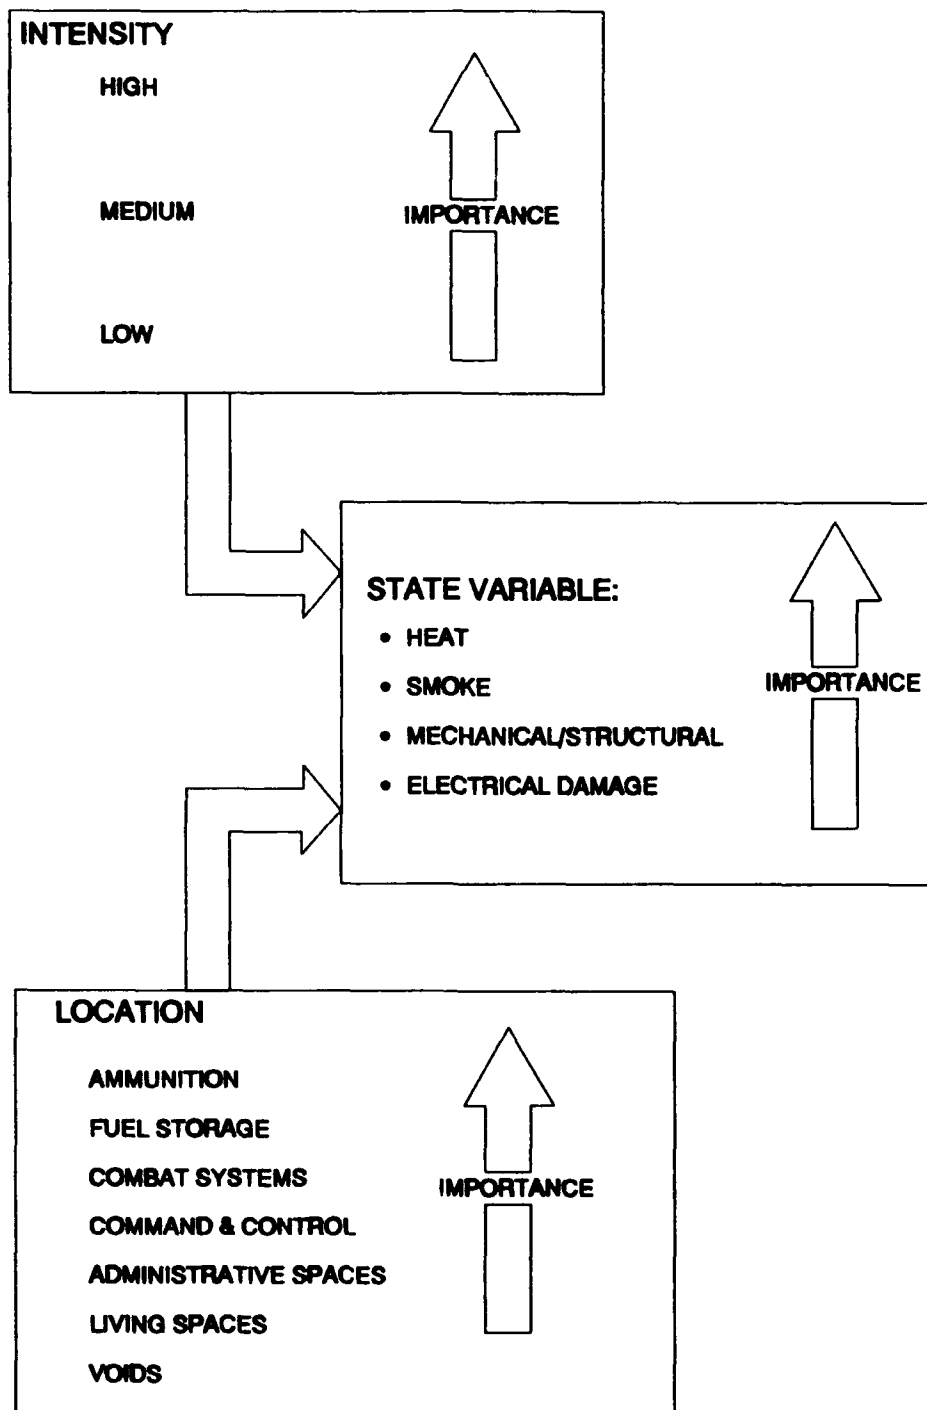 INTENSITY
HIGH
MEDIUM
IMPORTANCE
LOW
STATE VARIABLE:
• HEAT
• SMOKE
IMPORTANCE
• MECHANICAL/STRUCTURAL
• ELECTRICAL DAMAGE
LOCATION
AMMUNITION
FUEL STORAGE
COMBAT SYSTEMS
IMPORTANCE
COMMAND & CONTROL
ADMINISTRATIVE SPACES
LIVING SPACES
VOIDS